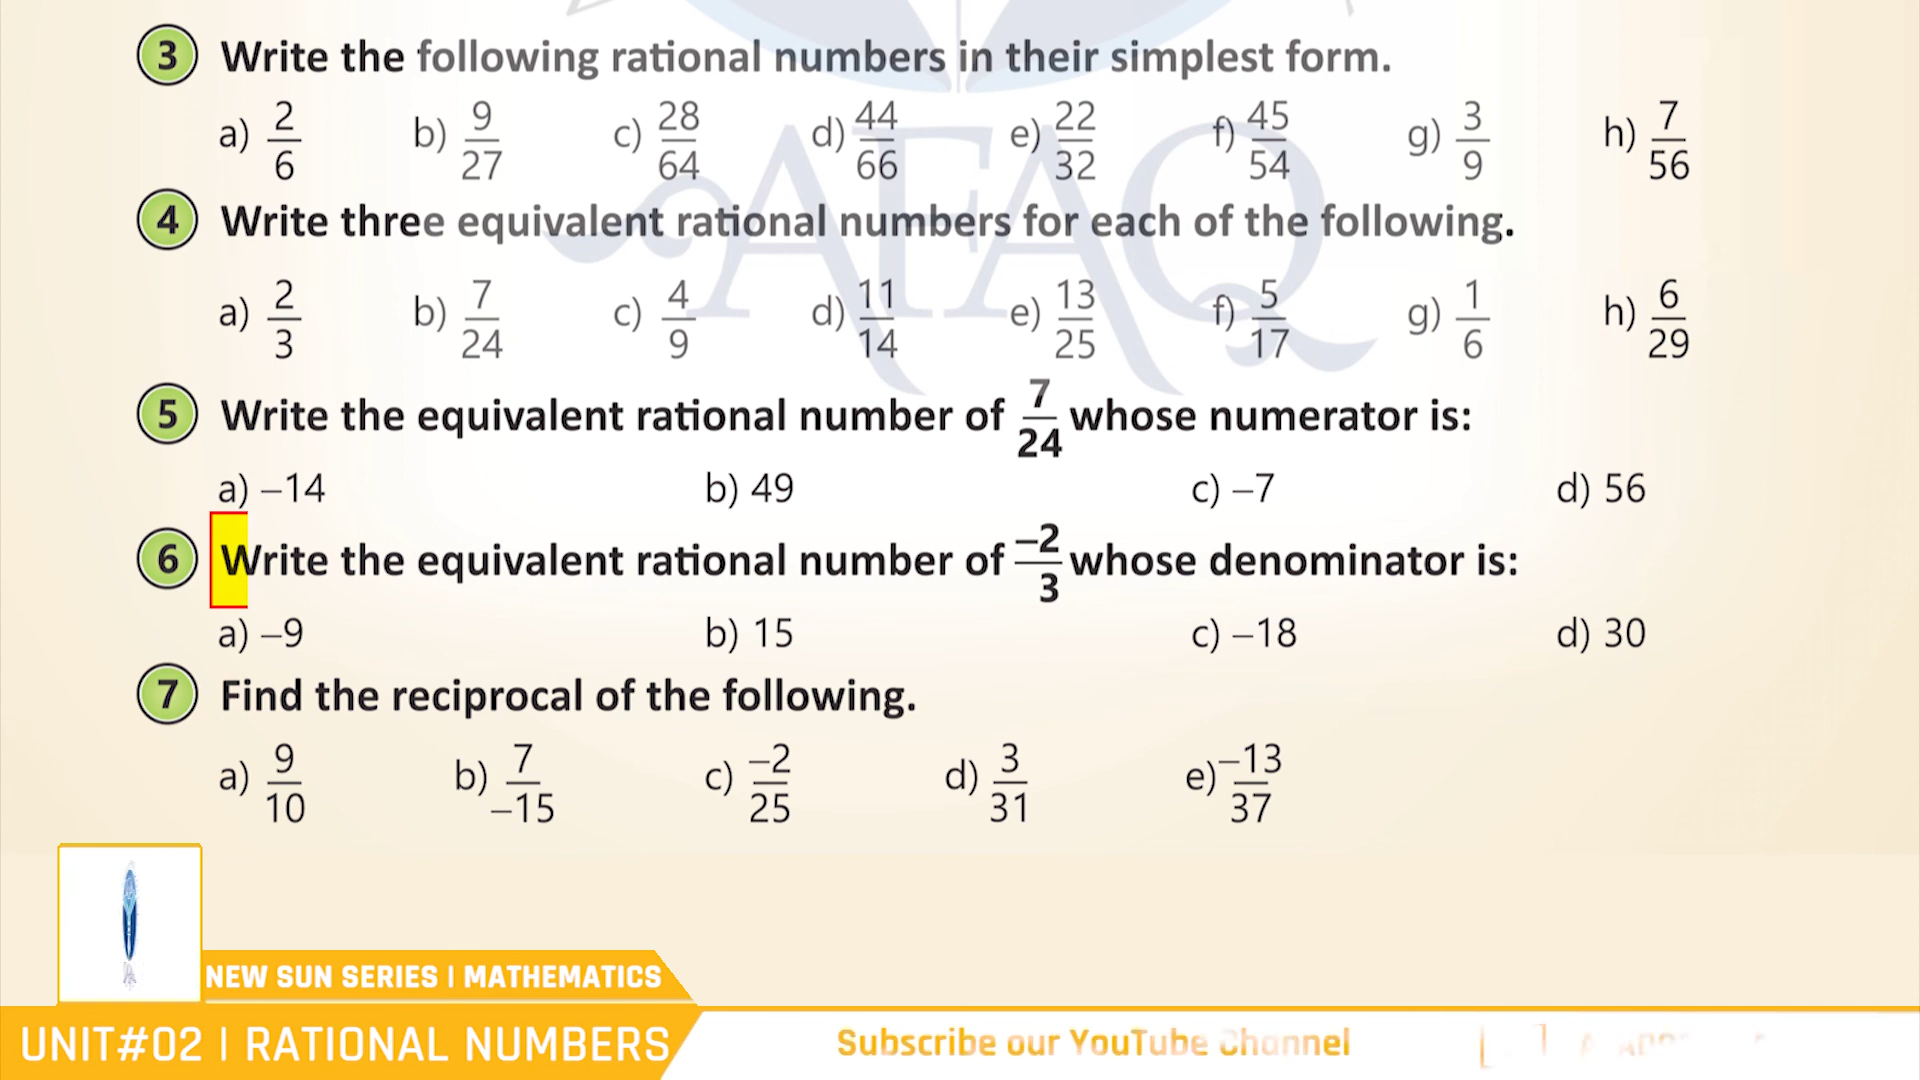 3 Write the following rational numbers in their simplest form.
a) 2/6 b) 9/27 c) 28/64 d) 44/66 e) 22/32 f) 45/54 g) 3/9 h) 7/56
4 Write three equivalent rational numbers for each of the following.
a) 2/3 b) 7/24 c) 4/9 d) 11/14 e) 13/25 f) 5/17 g) 1/6 h) 6/29
5 Write the equivalent rational number of 7/24 whose numerator is:
a) –14 b) 49 c) –7 d) 56
6 Write the equivalent rational number of –2/3 whose denominator is:
a) –9 b) 15 c) –18 d) 30
7 Find the reciprocal of the following.
a) 9/10 b) 7/–15 c) –2/25 d) 3/31 e) –13/37
AFAQ
NEW SUN SERIES | MATHEMATICS
UNIT#02 | RATIONAL NUMBERS
Subscribe our YouTube Channel